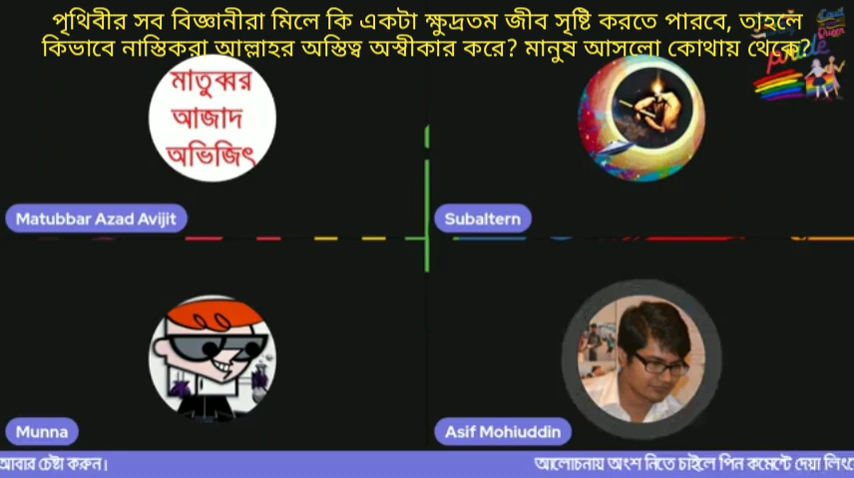 পৃথিবীর সব বিজ্ঞানীরা মিলে কি একটা ক্ষুদ্রতম জীব সৃষ্টি করতে পারবে, তাহলে
কিভাবে নাস্তিকরা আল্লাহর অস্তিত্ব অস্বীকার করে? মানুষ আসলো কোথায় থেকে?
মাতুব্বর
আজাদ
অভিজিৎ
Matubbar Azad Avijit
Subaltern
Munna
Asif Mohiuddin
আবার চেষ্টা করুন।
আলোচনায় অংশ নিতে চাইলে পিন কমেন্টে দেয়া